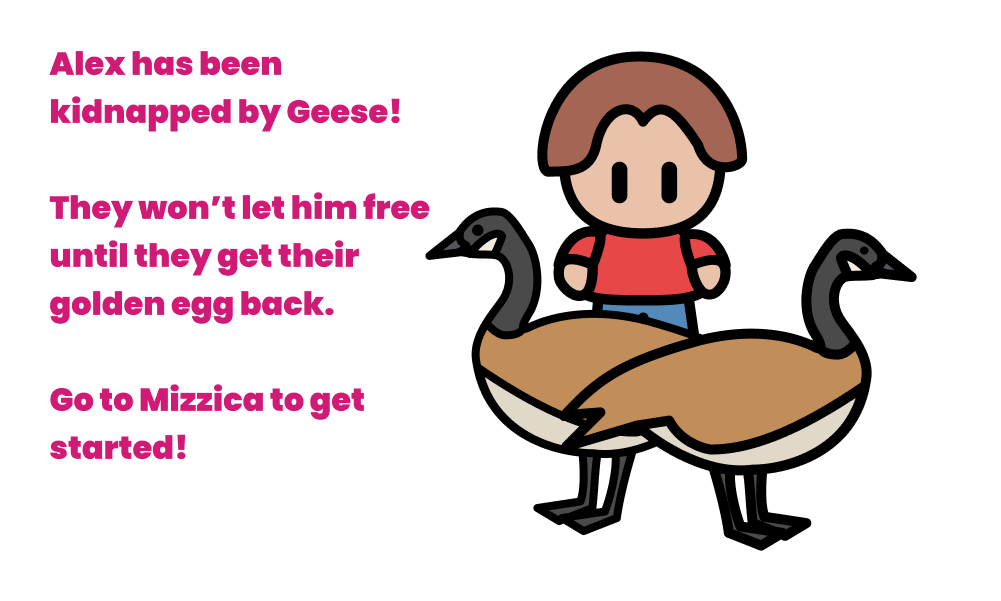 Alex has been
kidnapped by Geese!
They won’t let him free
until they get their
golden egg back.
Go to Mizzica to get
started!